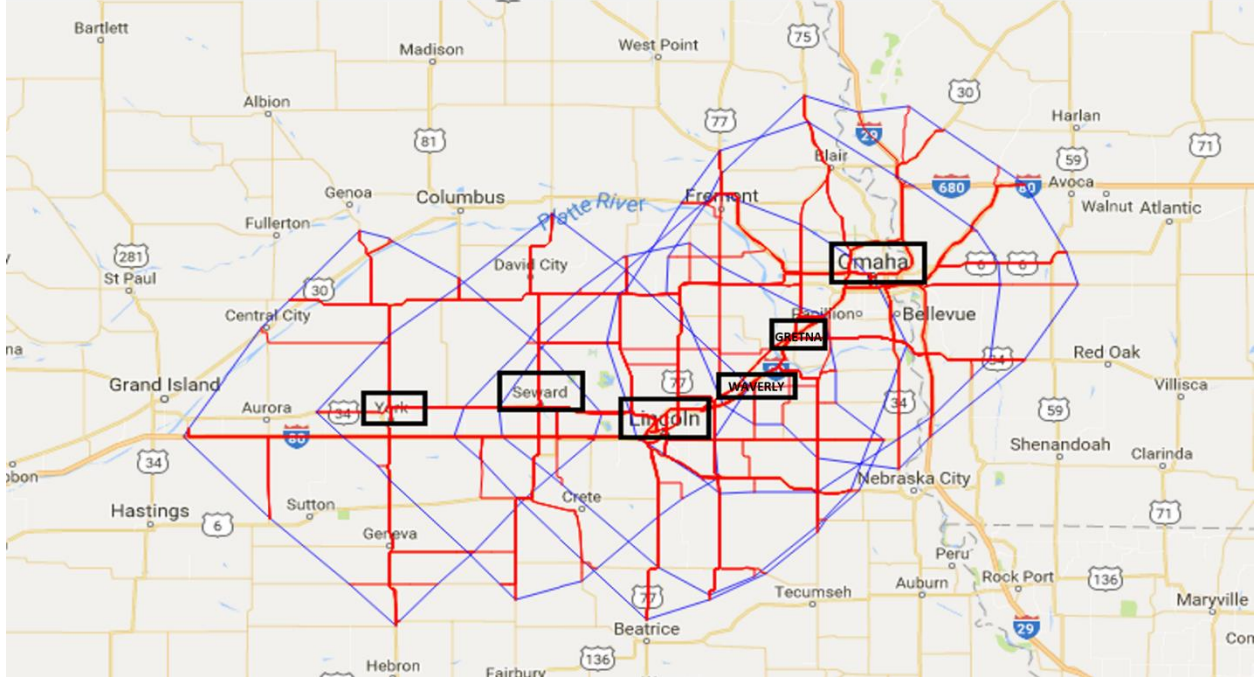 Bartlett
Madison
West Point
75
30
Albion
81
77
29
Harlan
71
59
Blair
680
80
Avoca
Walnut
Atlantic
Genoa
Columbus
Fremont
Platte River
Fullerton
281
St Paul
David City
Omaha
6
6
30
Central City
Papillion
Bellevue
GRETNA
34
Red Oak
na
Grand Island
Seward
77
WAVERLY
Villisca
Aurora
34
York
Lincoln
34
59
80
34
Shenandoah
Clarinda
bon
Nebraska City
Crete
Sutton
Hastings
6
71
Geneva
Peru
Rock Port
136
Auburn
77
Tecumseh
Maryville
Beatrice
29
Con
136
Hebron
Fairbury